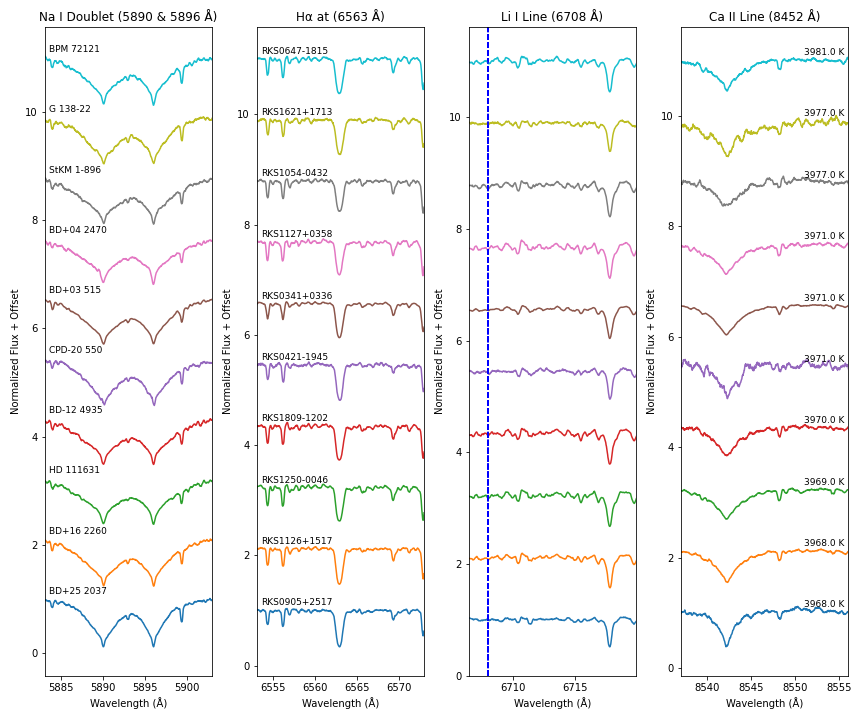 Na I Doublet (5890 & 5896 Å)
Hα at (6563 Å)
Li I Line (6708 Å)
Ca II Line (8452 Å)
BPM 72121
G 138-22
StKM 1-896
BD+04 2470
BD+03 515
CPD-20 550
BD-12 4935
HD 111631
BD+16 2260
BD+25 2037
Normalized Flux + Offset
0
2
4
6
8
10
5885
5890
5895
5900
Wavelength (Å)
RKS0647-1815
RKS1621+1713
RKS1054-0432
RKS1127+0358
RKS0341+0336
RKS0421-1945
RKS1809-1202
RKS1250-0046
RKS1126+1517
RKS0905+2517
Normalized Flux + Offset
0
2
4
6
8
10
6555
6560
6565
6570
Wavelength (Å)
Normalized Flux + Offset
0
2
4
6
8
10
6710
6715
Wavelength (Å)
3981.0 K
3977.0 K
3977.0 K
3971.0 K
3971.0 K
3971.0 K
3970.0 K
3969.0 K
3968.0 K
3968.0 K
Normalized Flux + Offset
0
2
4
6
8
10
8540
8545
8550
8555
Wavelength (Å)